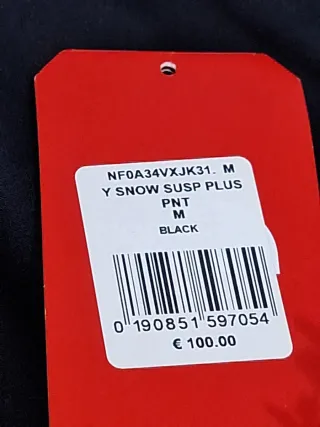 NF0A34VXJK31. M
Y SNOW SUSP PLUS
PNT
M
BLACK
0 190851 597054
€ 100.00